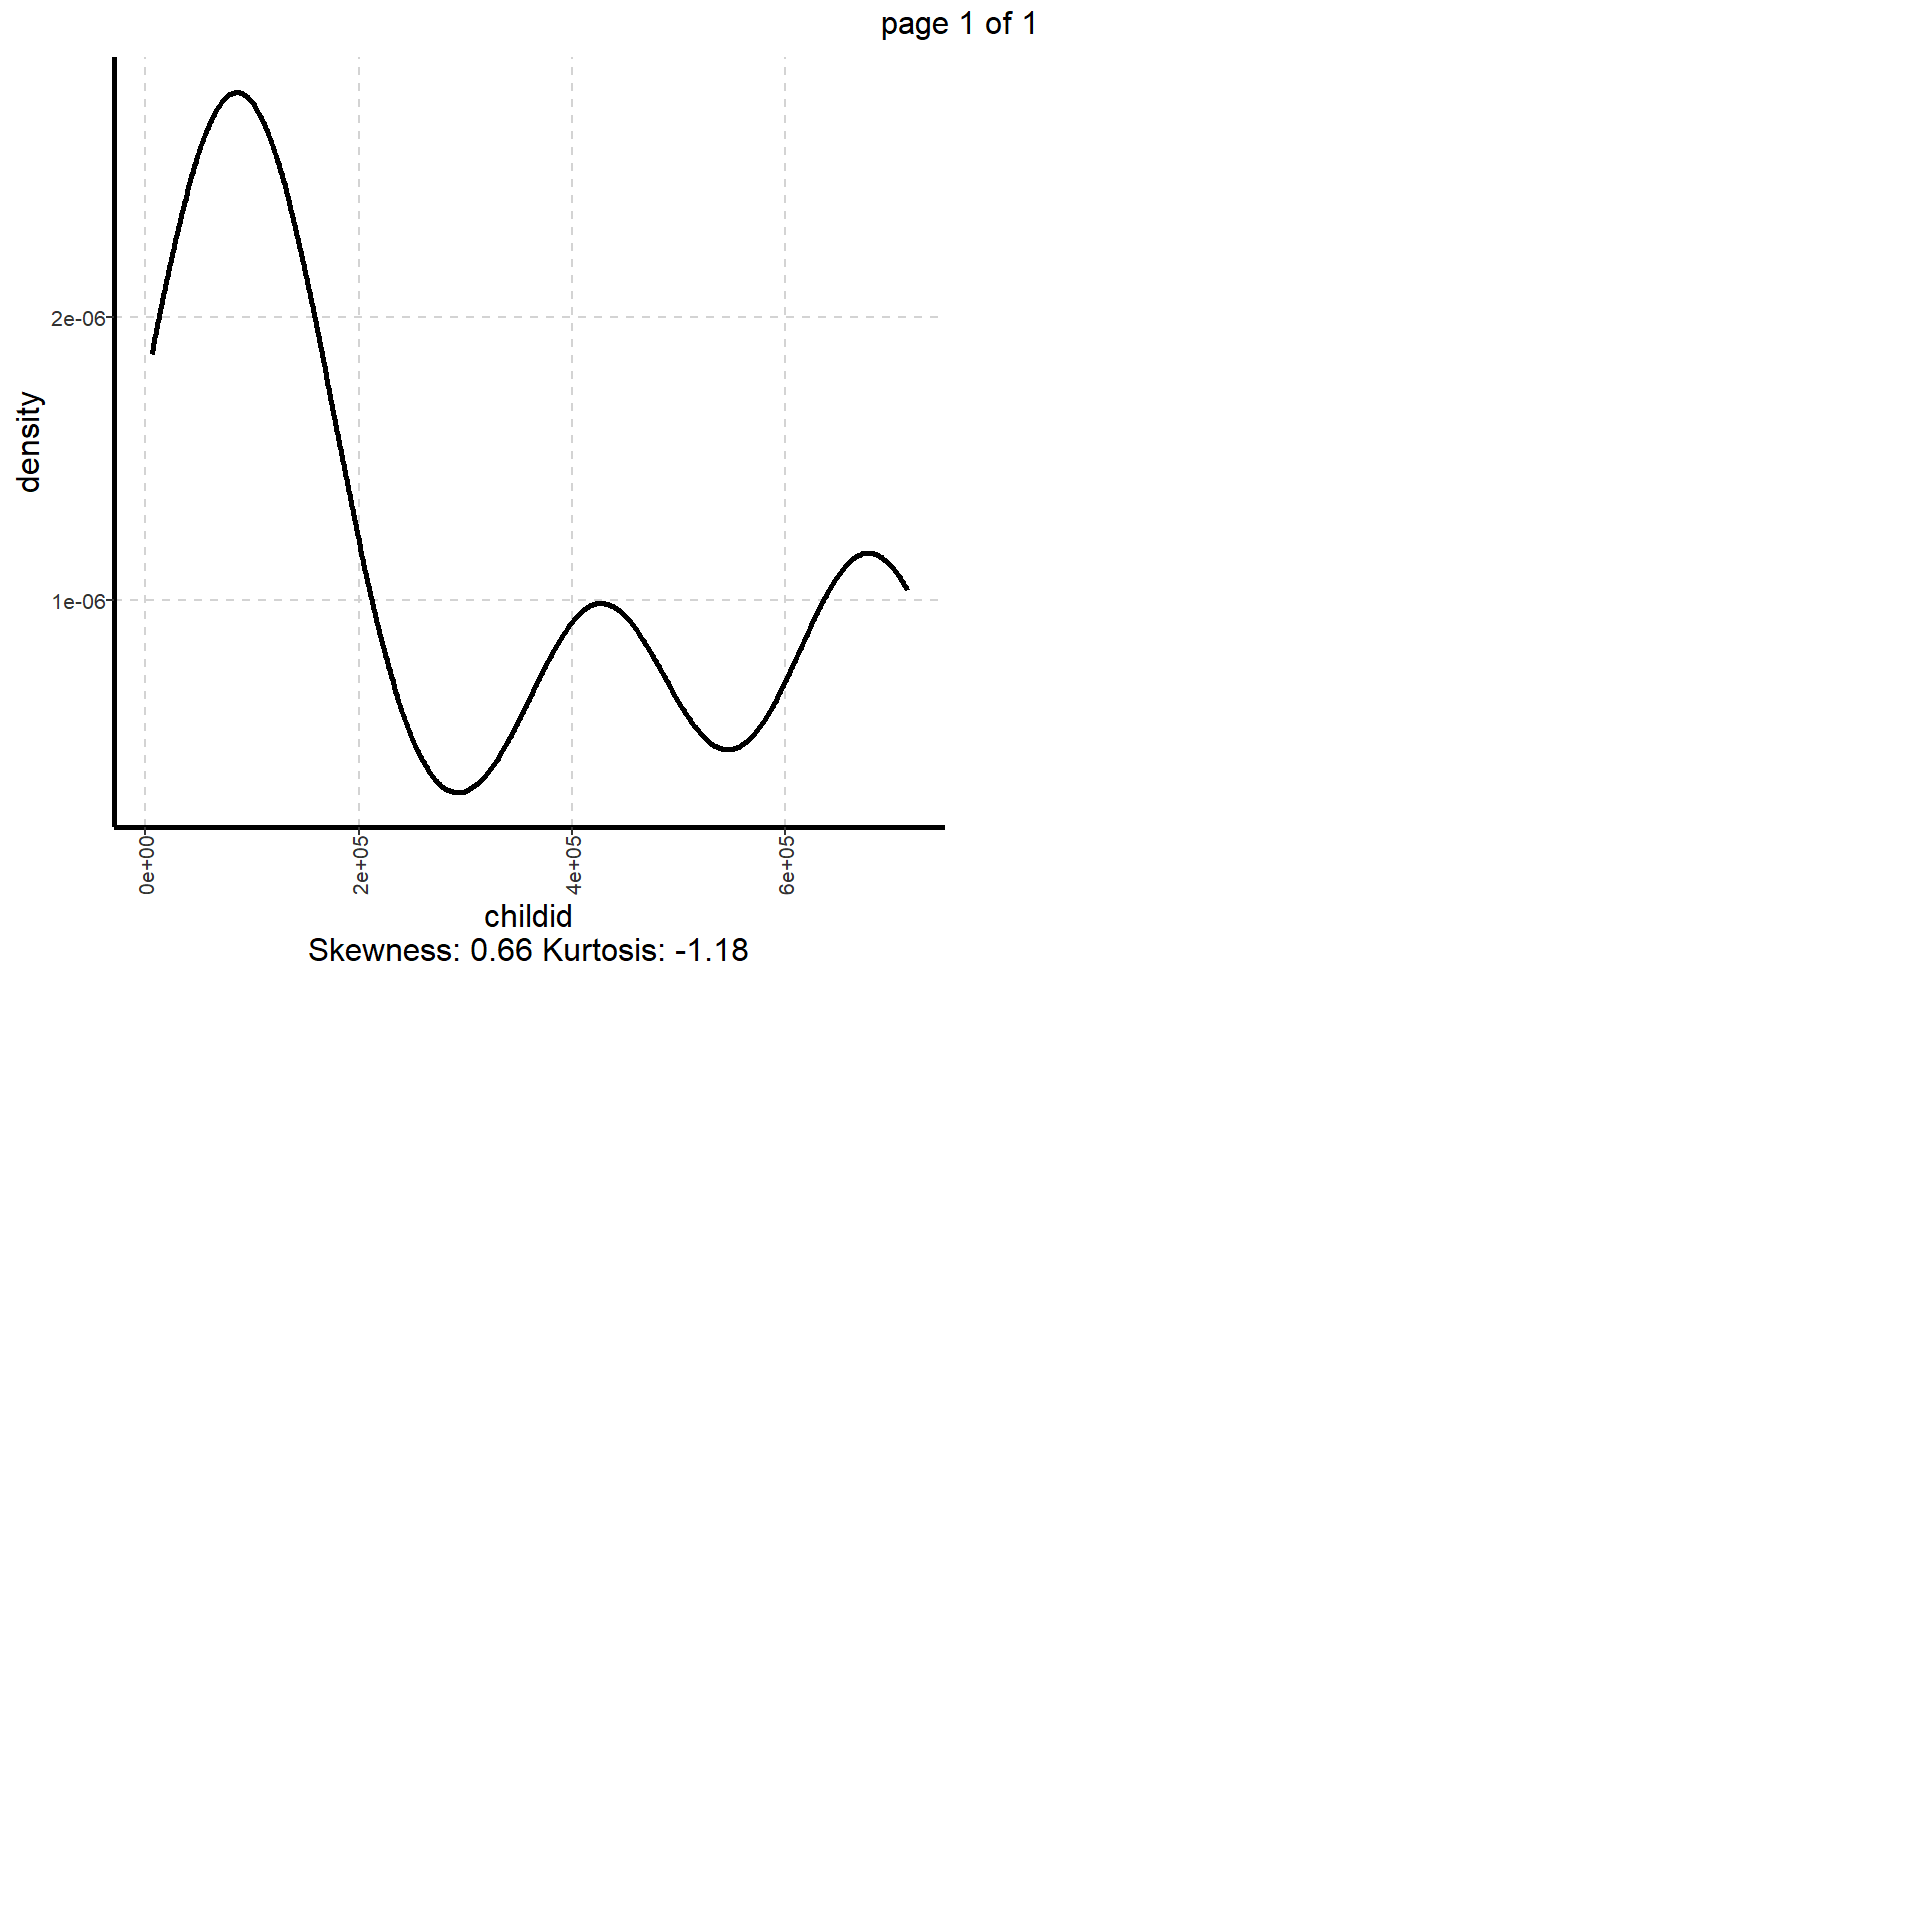 page 1 of 1
density
2e-06
1e-06
0e+00
2e+05
4e+05
6e+05
childid
Skewness: 0.66 Kurtosis: -1.18